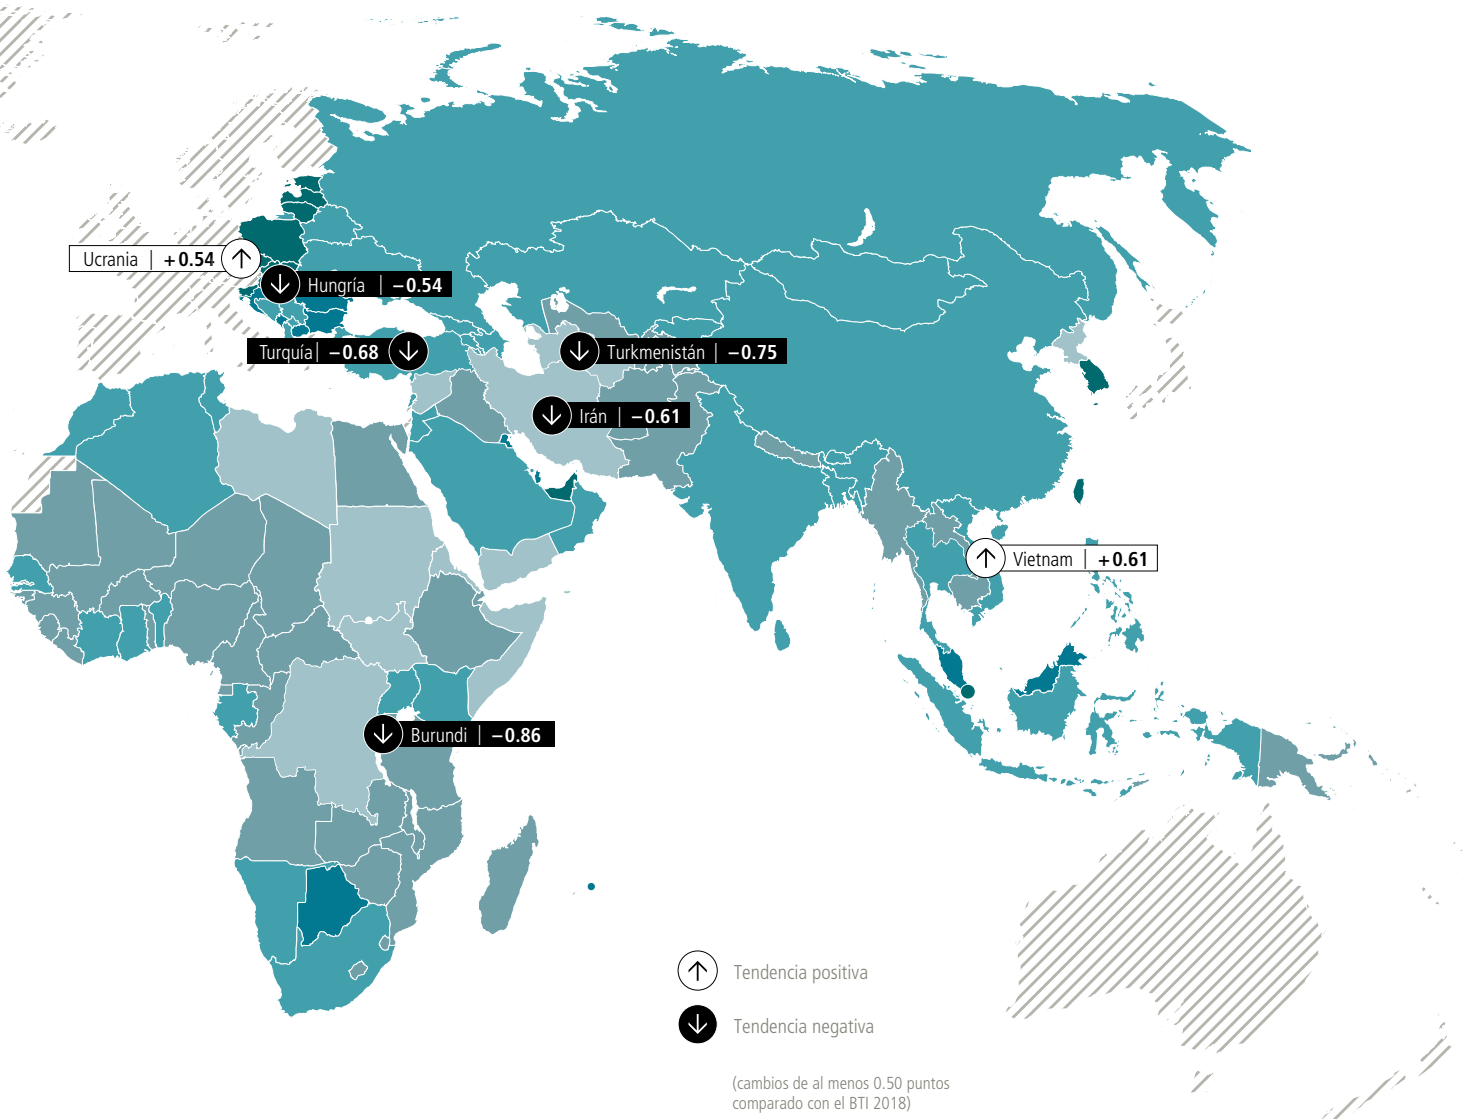 Ucrania | +0.54
Hungría | −0.54
Turquía| −0.68
Turkmenistán | −0.75
Irán | −0.61
Vietnam | +0.61
Burundi | −0.86
Tendencia positiva
Tendencia negativa
(cambios de al menos 0.50 puntos
comparado con el BTI 2018)